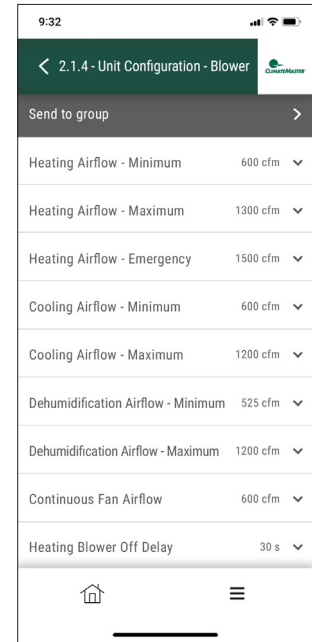 9:32
2.1.4 - Unit Configuration - Blower
CLIMATEMASTER
Send to group
Heating Airflow - Minimum 600 cfm
Heating Airflow - Maximum 1300 cfm
Heating Airflow - Emergency 1500 cfm
Cooling Airflow - Minimum 600 cfm
Cooling Airflow - Maximum 1200 cfm
Dehumidification Airflow - Minimum 525 cfm
Dehumidification Airflow - Maximum 1200 cfm
Continuous Fan Airflow 600 cfm
Heating Blower Off Delay 30 s